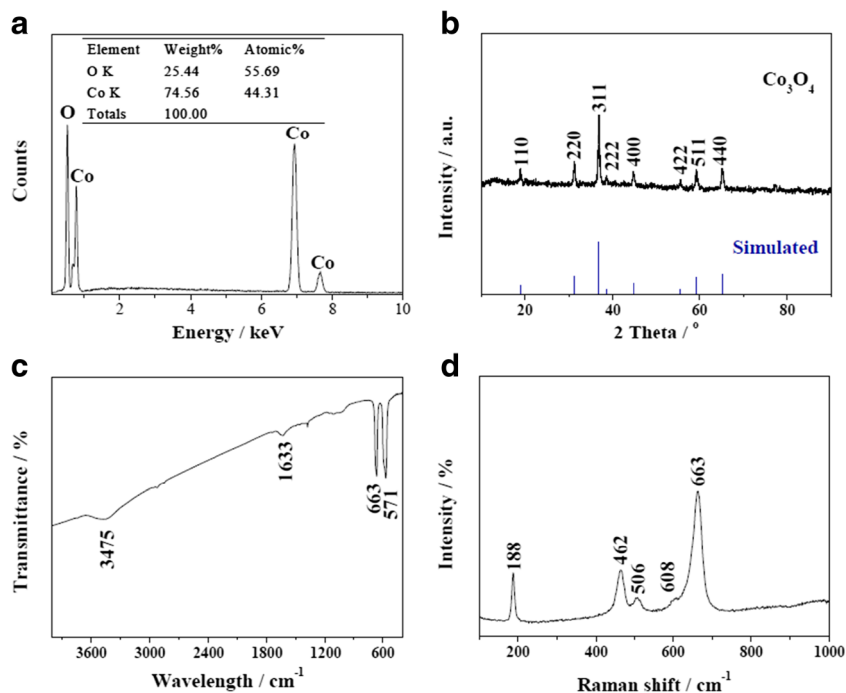 a
Element Weight% Atomic%
O K 25.44 55.69
Co K 74.56 44.31
Totals 100.00
O
Co
Co
Co
Counts
2 4 6 8 10
Energy / keV
b
Co3O4
110
220
311
222
400
422
511
440
Intensity / a.u.
Simulated
20 40 60 80
2 Theta / °
c
3475
1633
663
571
Transmittance / %
3600 3000 2400 1800 1200 600
Wavelength / cm-1
d
188
462
506
608
663
Intensity / %
200 400 600 800 1000
Raman shift / cm-1